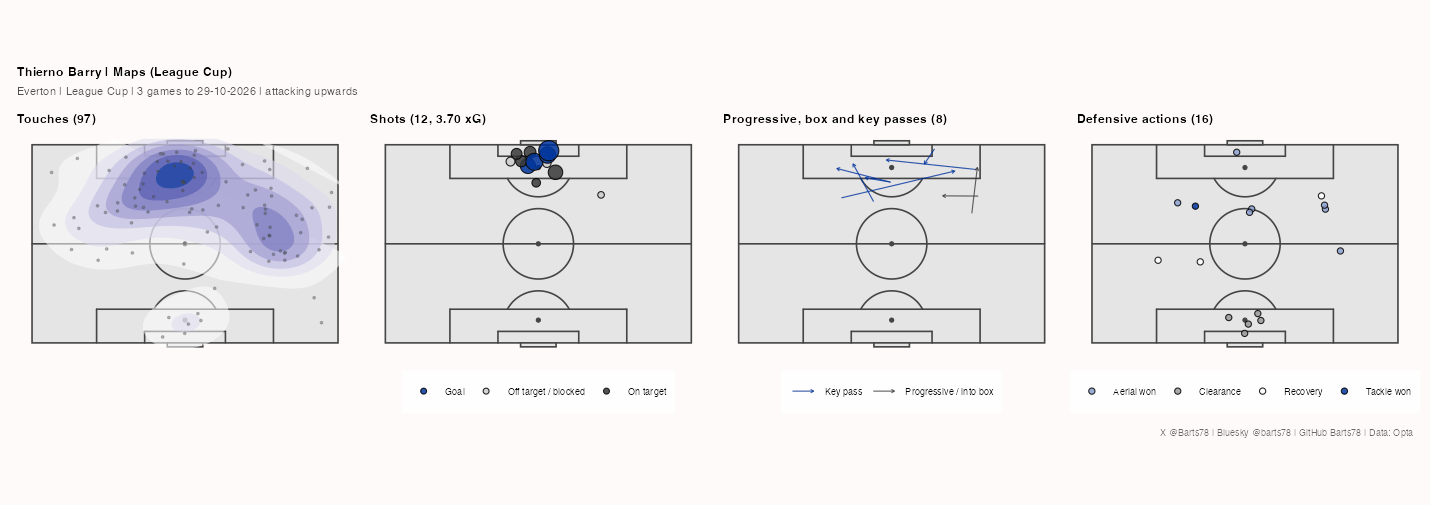 Thierno Barry | Maps (League Cup)
Everton | League Cup | 3 games to 29-10-2026 | attacking upwards
Touches (97)
Shots (12, 3.70 xG)
Progressive, box and key passes (8)
Defensive actions (16)
Goal
Off target / blocked
On target
Key pass
Progressive / into box
Aerial won
Clearance
Recovery
Tackle won
X @Barts78 | Bluesky @barts78 | GitHub Barts78 | Data: Opta